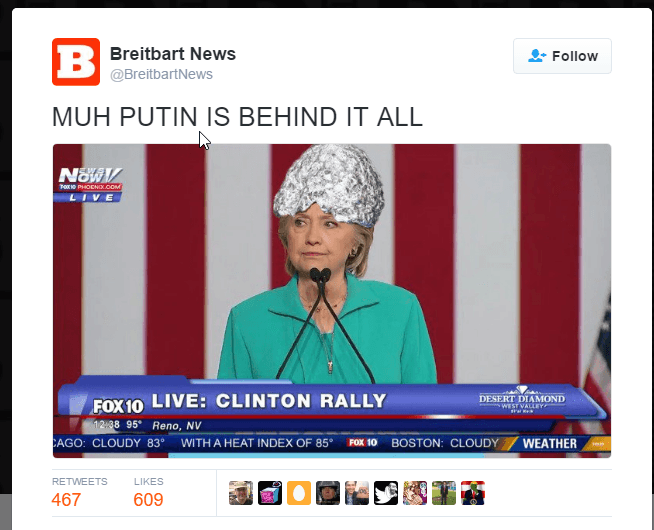 B
Breitbart News
@BreitbartNews
Follow
MUH PUTIN IS BEHIND IT ALL
NEWS
NOW
FOX10 PHOENIX.COM
LIVE
FOX10 LIVE: CLINTON RALLY
DESERT DIAMOND
WEST VALLEY
12:38 95° Reno, NV
CAGO: CLOUDY 83° WITH A HEAT INDEX OF 85° FOX 10 BOSTON: CLOUDY WEATHER
RETWEETS LIKES
467 609